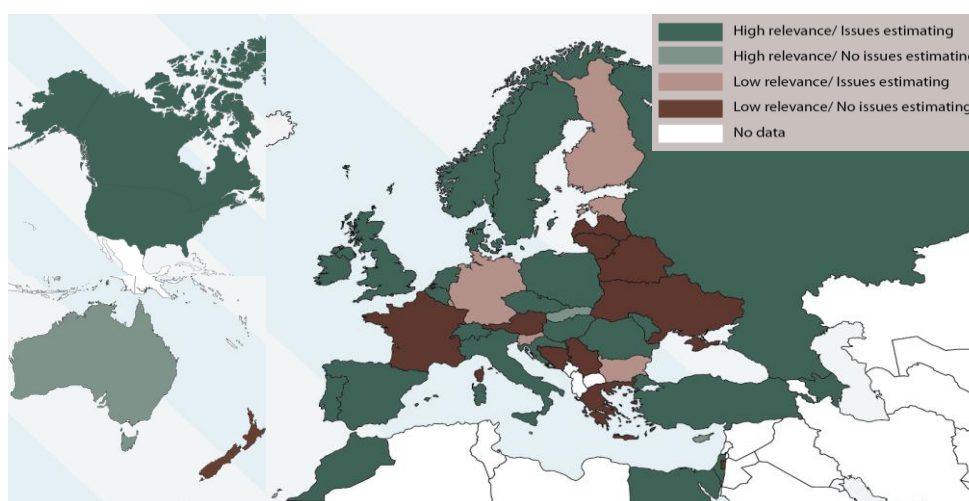 High relevance/ Issues estimating
High relevance/ No issues estimating
Low relevance/ Issues estimating
Low relevance/ No issues estimating
No data